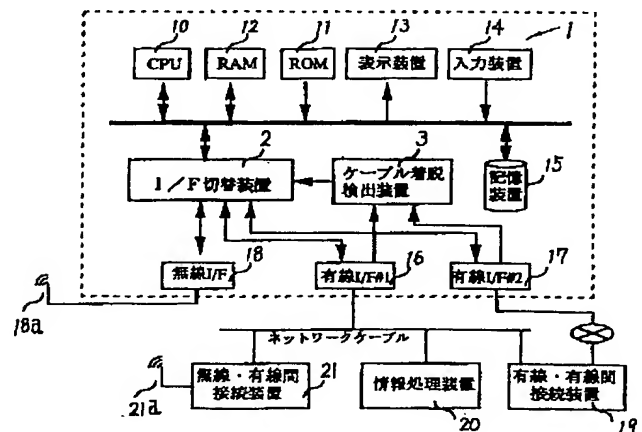 10 12 11 13 14 1
CPU RAM ROM 表示装置 入力装置
2 3
I/F切替装置 ケーブル着脱
検出装置 記憶
装置 15
無線I/F 18 有線I/F#1 16 有線I/F#2 17
18a
ネットワークケーブル
無線・有線間
接続装置 21 情報処理装置 有線・有線間
接続装置
21a 20 19